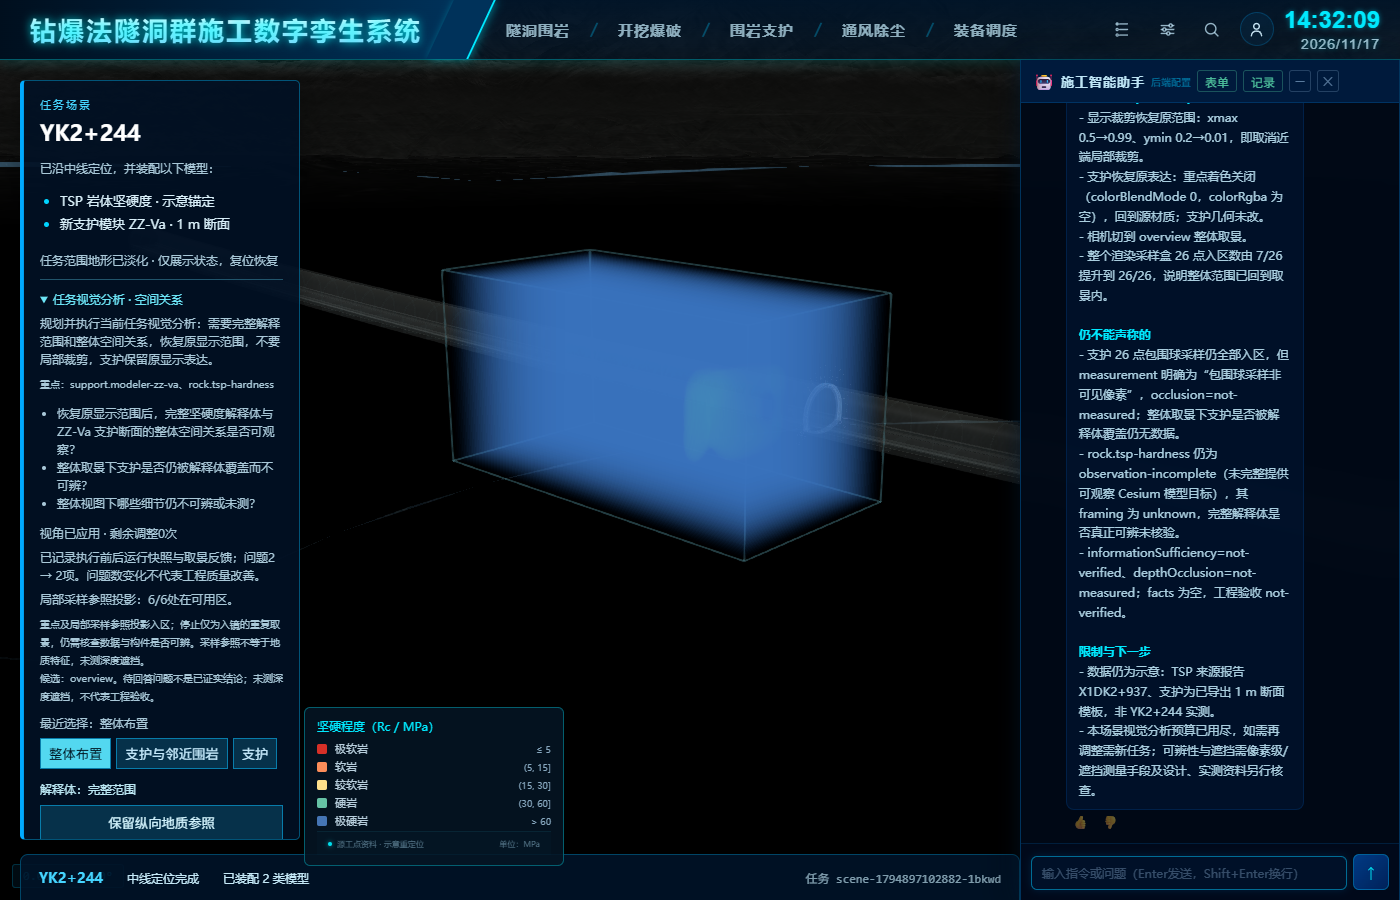 钻爆法隧洞群施工数字孪生系统
隧洞围岩 / 开挖爆破 / 围岩支护 / 通风除尘 / 装备调度
14:32:09
2026/11/17
任务场景
YK2+244
已沿中线定位，并装配以下模型：
• TSP 岩体坚硬度 · 示意锚定
• 新支护模块 ZZ-Va · 1 m 断面
任务范围地形已淡化 · 仅展示状态，复位恢复
▼ 任务视觉分析 · 空间关系
规划并执行当前任务视觉分析：需要完整解释
范围和整体空间关系，恢复原显示范围，不要
局部裁剪，支护保留原显示表达。
重点：support.modeler-zz-va、rock.tsp-hardness
• 恢复原显示范围后，完整坚硬度解释体与
ZZ-Va 支护断面的整体空间关系是否可观
察？
• 整体取景下支护是否仍被解释体覆盖而不
可辨？
• 整体视图下哪些细节仍不可辨或未测？
视角已应用 · 剩余调整0次
已记录执行前后运行快照与取景反馈；问题2
→ 2项。问题数变化不代表工程质量改善。
局部采样参照投影：6/6处在可用区。
重点及局部采样参照投影入区；停止仅为入镜的重复取
景，仍需核查数据与构件是否可辨。采样参照不等于地
质特征，未测深度遮挡。
候选：overview。待回答问题不是已证实结论；未测深
度遮挡，不代表工程验收。
最近选择：整体布置
整体布置 支护与邻近围岩 支护
解释体：完整范围
保留纵向地质参照
坚硬程度（Rc / MPa）
极软岩 ≤ 5
软岩 (5, 15]
较软岩 (15, 30]
硬岩 (30, 60]
极硬岩 > 60
源工点资料 · 示意重定位 单位：MPa
YK2+244 中线定位完成 已装配 2 类模型 任务 scene-1794897102882-1bkwd
施工智能助手 后端配置 表单 记录
- 显示裁剪恢复原范围：xmax
0.5→0.99、ymin 0.2→0.01，即取消近
端局部裁剪。
- 支护恢复原表达：重点着色关闭
（colorBlendMode 0，colorRgba 为
空），回到源材质；支护几何未改。
- 相机切到 overview 整体取景。
- 整个渲染采样盒 26 点入区数由 7/26
提升到 26/26，说明整体范围已回到取
景内。
仍不能声称的
- 支护 26 点包围球采样仍全部入区，但
measurement 明确为“包围球采样非
可见像素”，occlusion=not-
measured；整体取景下支护是否被解
释体覆盖仍无数据。
- rock.tsp-hardness 仍为
observation-incomplete（未完整提供
可观察 Cesium 模型目标），其
framing 为 unknown，完整解释体是
否真正可辨未核验。
- informationSufficiency=not-
verified、depthOcclusion=not-
measured；facts 为空，工程验收 not-
verified。
限制与下一步
- 数据仍为示意：TSP 来源报告
X1DK2+937、支护为已导出 1 m 断面
模板，非 YK2+244 实测。
- 本场景视觉分析预算已用尽，如需再
调整需新任务；可辨性与遮挡需像素级/
遮挡测量手段及设计、实测资料另行核
查。
输入指令或问题（Enter发送，Shift+Enter换行）